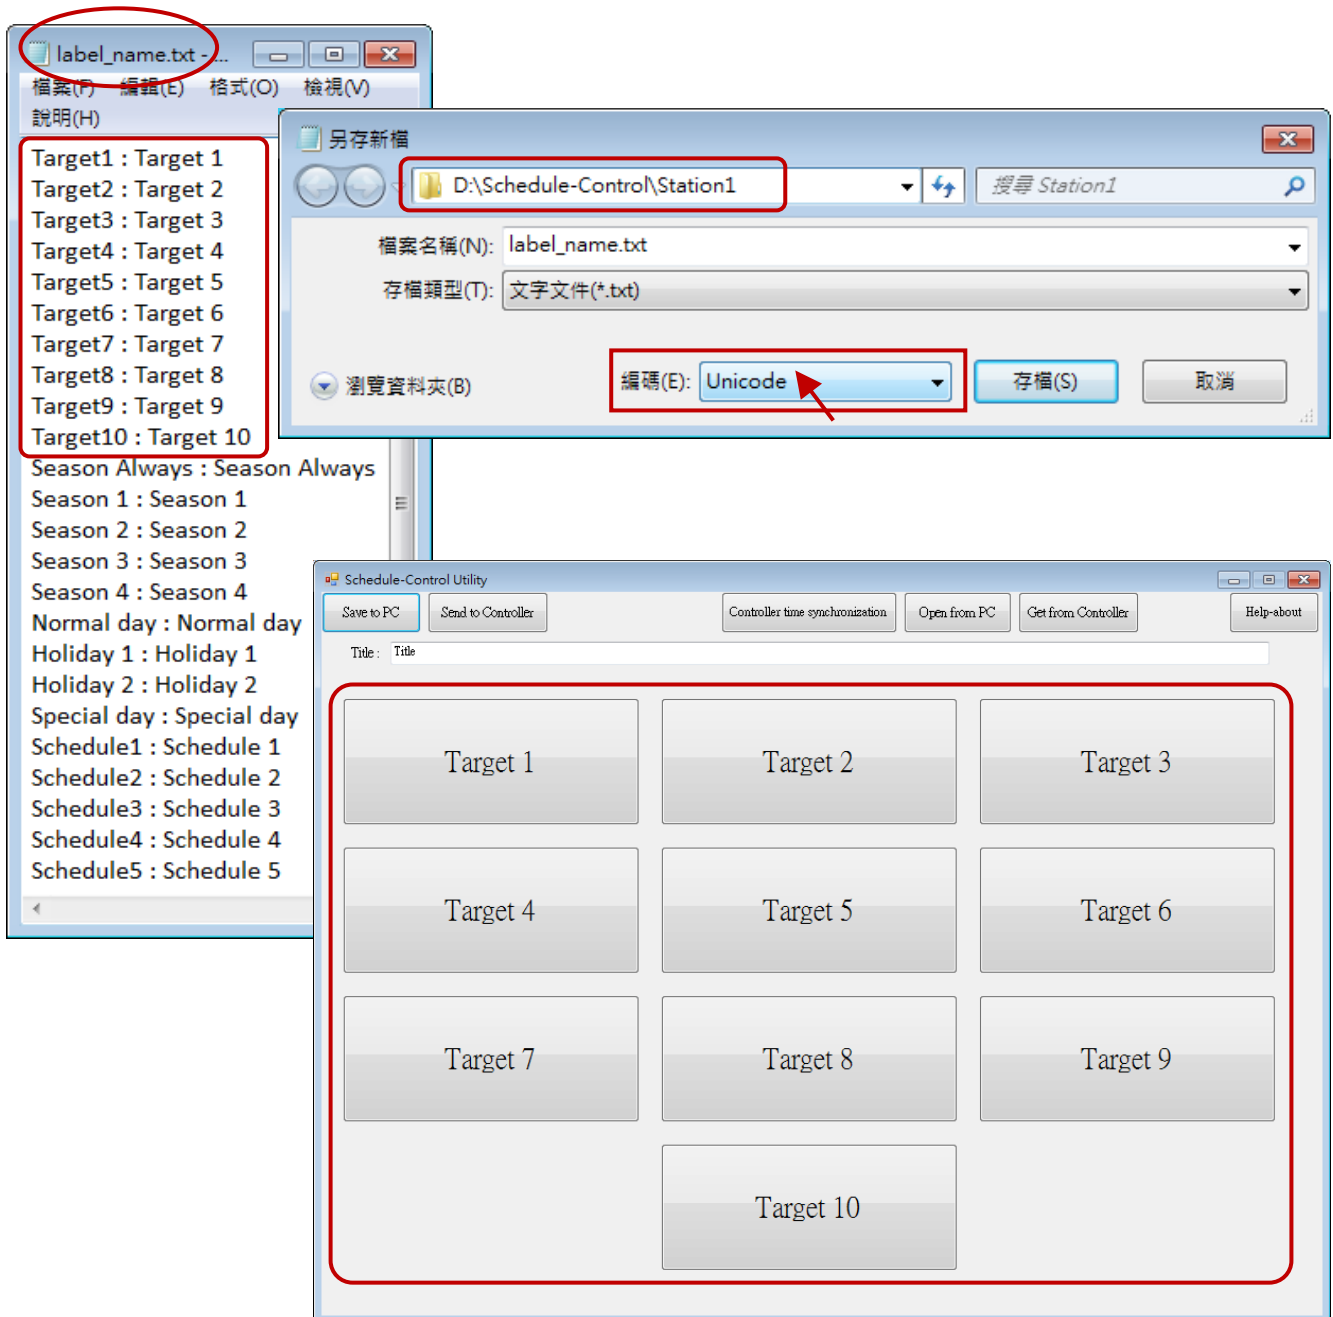 label_name.txt - ...
檔案(F) 編輯(E) 格式(O) 檢視(V)
說明(H)
Target1 : Target 1
Target2 : Target 2
Target3 : Target 3
Target4 : Target 4
Target5 : Target 5
Target6 : Target 6
Target7 : Target 7
Target8 : Target 8
Target9 : Target 9
Target10 : Target 10
Season Always : Season Always
Season 1 : Season 1
Season 2 : Season 2
Season 3 : Season 3
Season 4 : Season 4
Normal day : Normal day
Holiday 1 : Holiday 1
Holiday 2 : Holiday 2
Special day : Special day
Schedule1 : Schedule 1
Schedule2 : Schedule 2
Schedule3 : Schedule 3
Schedule4 : Schedule 4
Schedule5 : Schedule 5
另存新檔
D:\Schedule-Control\Station1
搜尋 Station1
檔案名稱(N): label_name.txt
存檔類型(T): 文字文件(*.txt)
瀏覽資料夾(B)
編碼(E): Unicode
存檔(S)
取消
Schedule-Control Utility
Save to PC
Send to Controller
Controller time synchronization
Open from PC
Get from Controller
Help-about
Title : Title
Target 1
Target 2
Target 3
Target 4
Target 5
Target 6
Target 7
Target 8
Target 9
Target 10